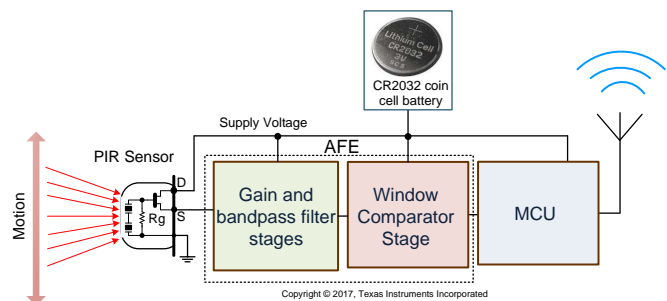 Lithium Cell
CR2032
3V
CR2032 coin
cell battery
Supply Voltage
AFE
PIR Sensor
D
Rg
S
Motion
Gain and
bandpass filter
stages
Window
Comparator
Stage
MCU
Copyright © 2017, Texas Instruments Incorporated